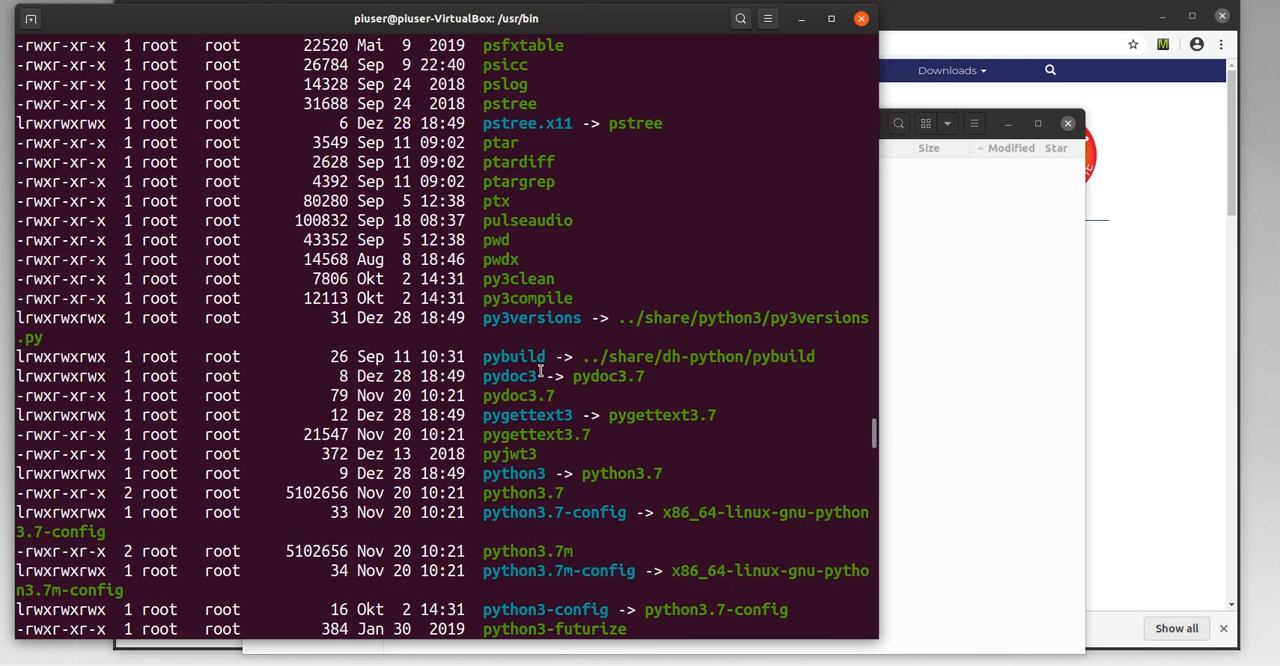 piuser@piuser-VirtualBox: /usr/bin
-rwxr-xr-x 1 root root 22520 Mai 9 2019 psfxtable
-rwxr-xr-x 1 root root 26784 Sep 9 22:40 psicc
-rwxr-xr-x 1 root root 14328 Sep 24 2018 pslog
-rwxr-xr-x 1 root root 31688 Sep 24 2018 pstree
lrwxrwxrwx 1 root root 6 Dez 28 18:49 pstree.x11 -> pstree
-rwxr-xr-x 1 root root 3549 Sep 11 09:02 ptar
-rwxr-xr-x 1 root root 2628 Sep 11 09:02 ptardiff
-rwxr-xr-x 1 root root 4392 Sep 11 09:02 ptargrep
-rwxr-xr-x 1 root root 80280 Sep 5 12:38 ptx
-rwxr-xr-x 1 root root 100832 Sep 18 08:37 pulseaudio
-rwxr-xr-x 1 root root 43352 Sep 5 12:38 pwd
-rwxr-xr-x 1 root root 14568 Aug 8 18:46 pwdx
-rwxr-xr-x 1 root root 7806 Okt 2 14:31 py3clean
-rwxr-xr-x 1 root root 12113 Okt 2 14:31 py3compile
lrwxrwxrwx 1 root root 31 Dez 28 18:49 py3versions -> ../share/python3/py3versions
.py
lrwxrwxrwx 1 root root 26 Sep 11 10:31 pybuild -> ../share/dh-python/pybuild
lrwxrwxrwx 1 root root 8 Dez 28 18:49 pydoc3 -> pydoc3.7
-rwxr-xr-x 1 root root 79 Nov 20 10:21 pydoc3.7
lrwxrwxrwx 1 root root 12 Dez 28 18:49 pygettext3 -> pygettext3.7
-rwxr-xr-x 1 root root 21547 Nov 20 10:21 pygettext3.7
-rwxr-xr-x 1 root root 372 Dez 13 2018 pyjwt3
lrwxrwxrwx 1 root root 9 Dez 28 18:49 python3 -> python3.7
-rwxr-xr-x 2 root root 5102656 Nov 20 10:21 python3.7
lrwxrwxrwx 1 root root 33 Nov 20 10:21 python3.7-config -> x86_64-linux-gnu-python
3.7-config
-rwxr-xr-x 2 root root 5102656 Nov 20 10:21 python3.7m
lrwxrwxrwx 1 root root 34 Nov 20 10:21 python3.7m-config -> x86_64-linux-gnu-pytho
n3.7m-config
lrwxrwxrwx 1 root root 16 Okt 2 14:31 python3-config -> python3.7-config
-rwxr-xr-x 1 root root 384 Jan 30 2019 python3-futurize
Downloads
Size Modified Star
Show all